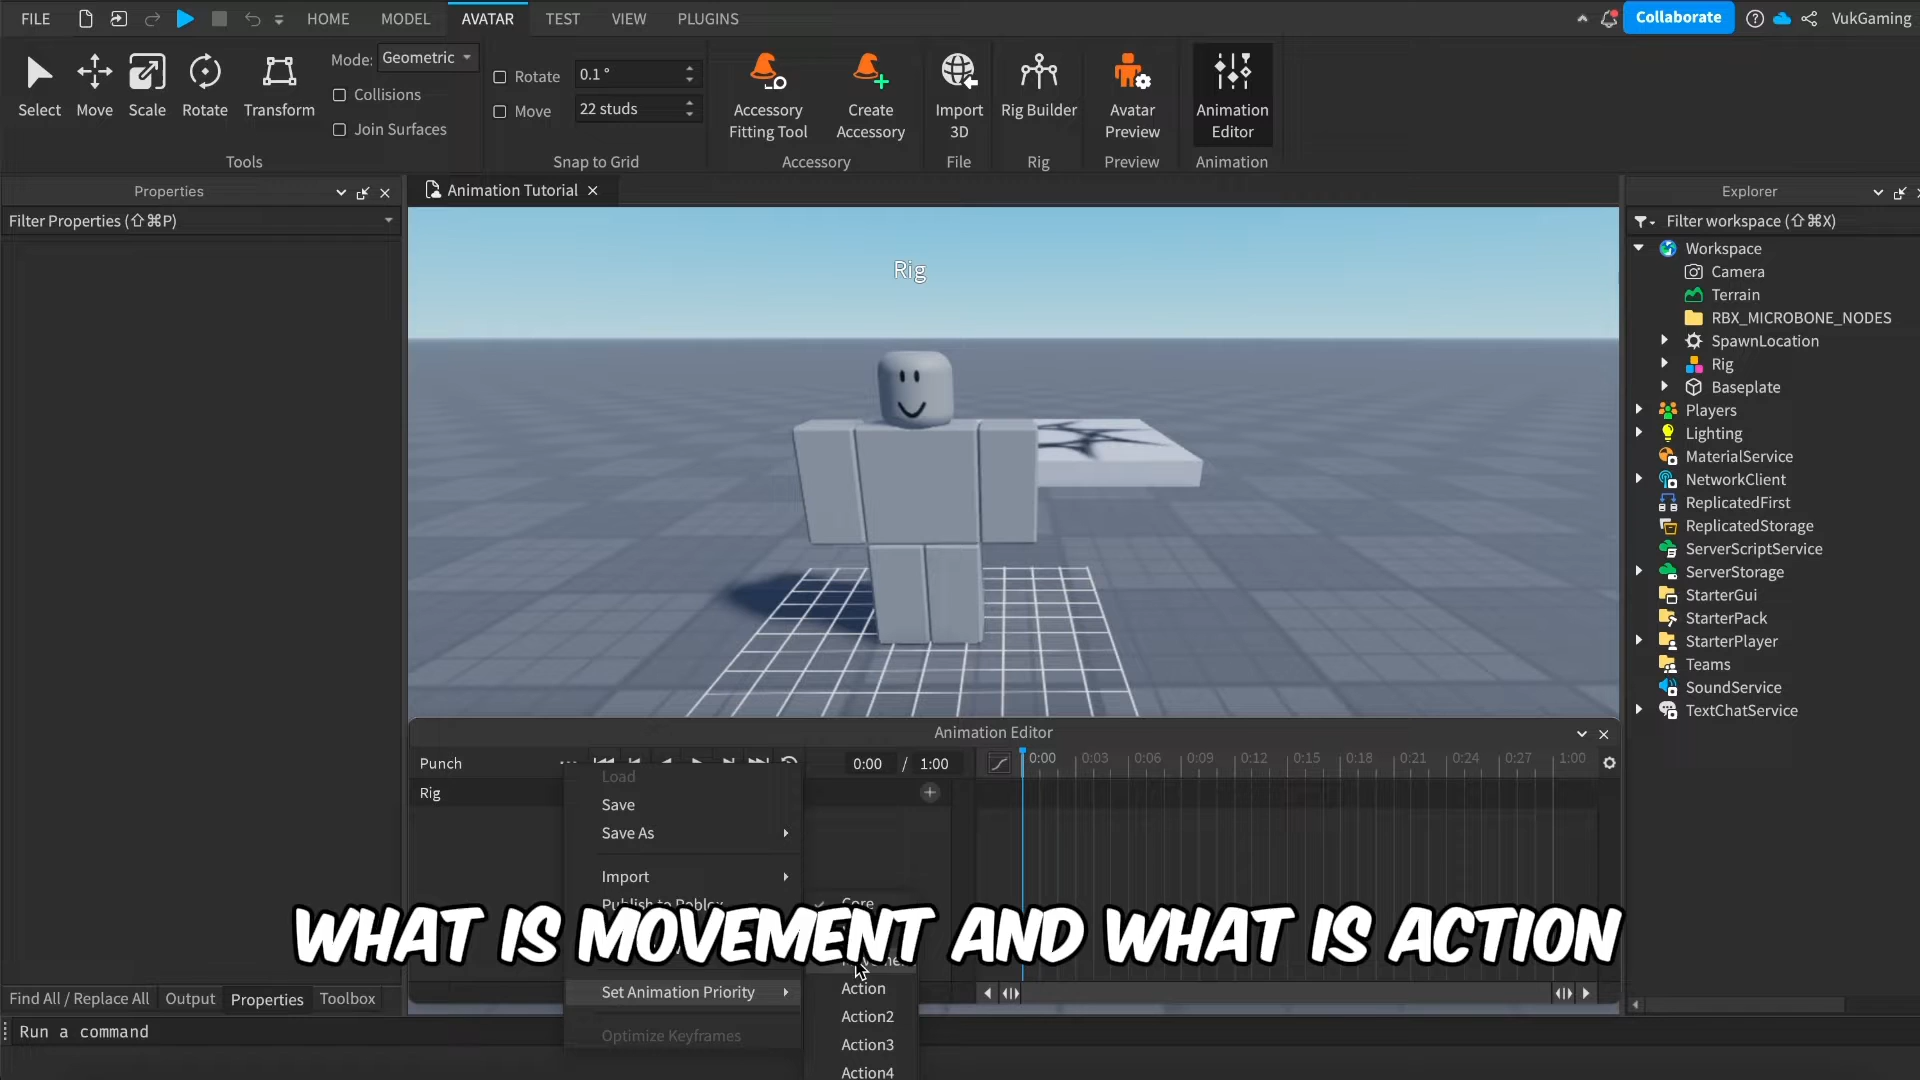 FILE HOME MODEL AVATAR TEST VIEW PLUGINS Collaborate VukGaming
Select Move Scale Rotate Transform
Mode: Geometric
Collisions
Join Surfaces
Tools
Rotate 0.1 °
Move 22 studs
Snap to Grid
Accessory Fitting Tool
Create Accessory
Accessory
Import 3D
File
Rig Builder
Rig
Avatar Preview
Preview
Animation Editor
Animation
Properties
Filter Properties (⇧⌘P)
Animation Tutorial
Rig
Explorer
Filter workspace (⇧⌘X)
Workspace
Camera
Terrain
RBX_MICROBONE_NODES
SpawnLocation
Rig
Baseplate
Players
Lighting
MaterialService
NetworkClient
ReplicatedFirst
ReplicatedStorage
ServerScriptService
ServerStorage
StarterGui
StarterPack
StarterPlayer
Teams
SoundService
TextChatService
Animation Editor
Punch 0:00 / 1:00 0:00 0:03 0:06 0:09 0:12 0:15 0:18 0:21 0:24 0:27 1:00
Rig
Load
Save
Save As
Import
Publish to Roblox
Core
WHAT IS MOVEMENT AND WHAT IS ACTION
Set Animation Priority
Optimize Keyframes
Action
Action2
Action3
Action4
Find All / Replace All Output Properties Toolbox
Run a command